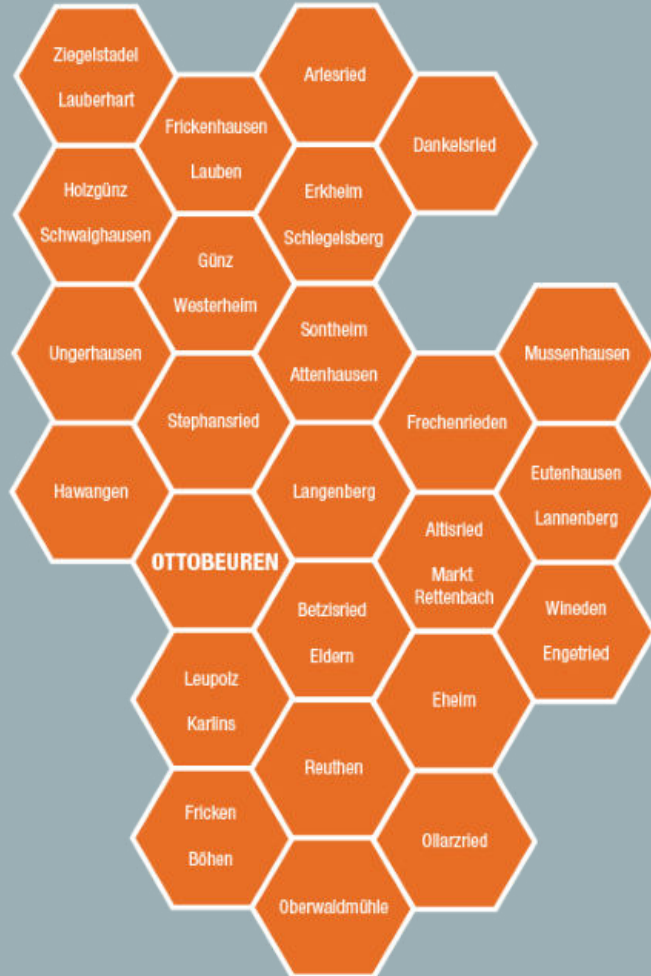 Ziegelstadel
Lauberhart
Arlesried
Frickenhausen
Lauben
Dankelsried
Holzgünz
Schwaighausen
Erkheim
Schlegelsberg
Günz
Westerheim
Ungerhausen
Sontheim
Attenhausen
Mussenhausen
Stephansried
Frechenrieden
Hawangen
Langenberg
Eutenhausen
Lannenberg
OTTOBEUREN
Altisried
Markt
Rettenbach
Betzisried
Eldern
Wineden
Engetried
Leupolz
Karlins
Eheim
Reuthen
Fricken
Böhen
Ollarzried
Oberwaldmühle